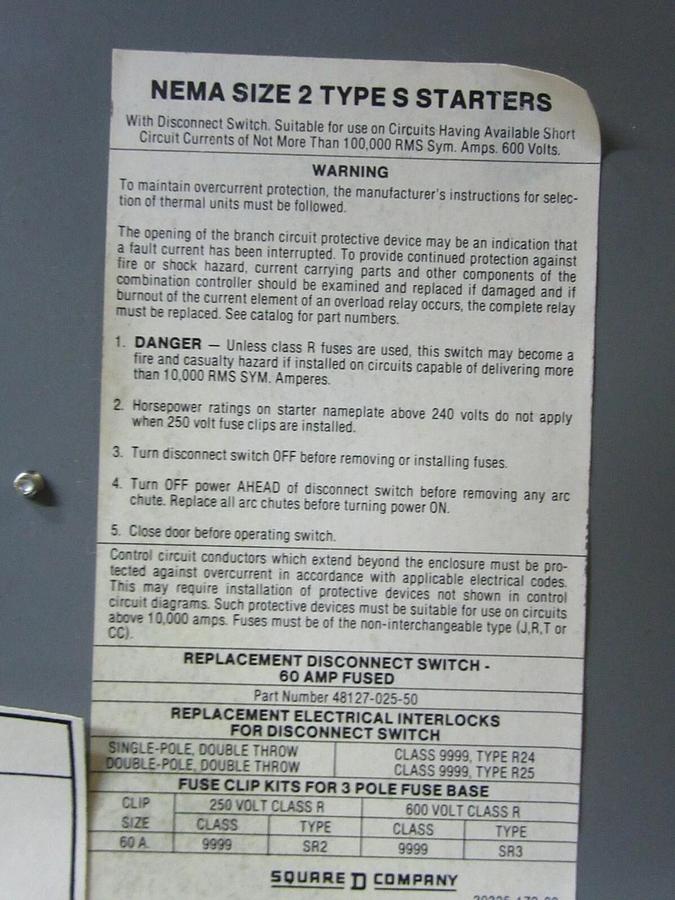 NEMA SIZE 2 TYPE S STARTERS
With Disconnect Switch. Suitable for use on Circuits Having Available Short
Circuit Currents of Not More Than 100,000 RMS Sym. Amps. 600 Volts.
WARNING
To maintain overcurrent protection, the manufacturer's instructions for selec-
tion of thermal units must be followed.
The opening of the branch circuit protective device may be an indication that
a fault current has been interrupted. To provide continued protection against
fire or shock hazard, current carrying parts and other components of the
combination controller should be examined and replaced if damaged and if
burnout of the current element of an overload relay occurs, the complete relay
must be replaced. See catalog for part numbers.
1. DANGER — Unless class R fuses are used, this switch may become a
fire and casualty hazard if installed on circuits capable of delivering more
than 10,000 RMS SYM. Amperes.
2. Horsepower ratings on starter nameplate above 240 volts do not apply
when 250 volt fuse clips are installed.
3. Turn disconnect switch OFF before removing or installing fuses.
4. Turn OFF power AHEAD of disconnect switch before removing any arc
chute. Replace all arc chutes before turning power ON.
5. Close door before operating switch.
Control circuit conductors which extend beyond the enclosure must be pro-
tected against overcurrent in accordance with applicable electrical codes.
This may require installation of protective devices not shown in control
circuit diagrams. Such protective devices must be suitable for use on circuits
above 10,000 amps. Fuses must be of the non-interchangeable type (J,R,T or
CC).
REPLACEMENT DISCONNECT SWITCH -
60 AMP FUSED
Part Number 48127-025-50
REPLACEMENT ELECTRICAL INTERLOCKS
FOR DISCONNECT SWITCH
SINGLE-POLE, DOUBLE THROW CLASS 9999, TYPE R24
DOUBLE-POLE, DOUBLE THROW CLASS 9999, TYPE R25
FUSE CLIP KITS FOR 3 POLE FUSE BASE
CLIP 250 VOLT CLASS R 600 VOLT CLASS R
SIZE CLASS TYPE CLASS TYPE
60 A. 9999 SR2 9999 SR3
SQUARE D COMPANY